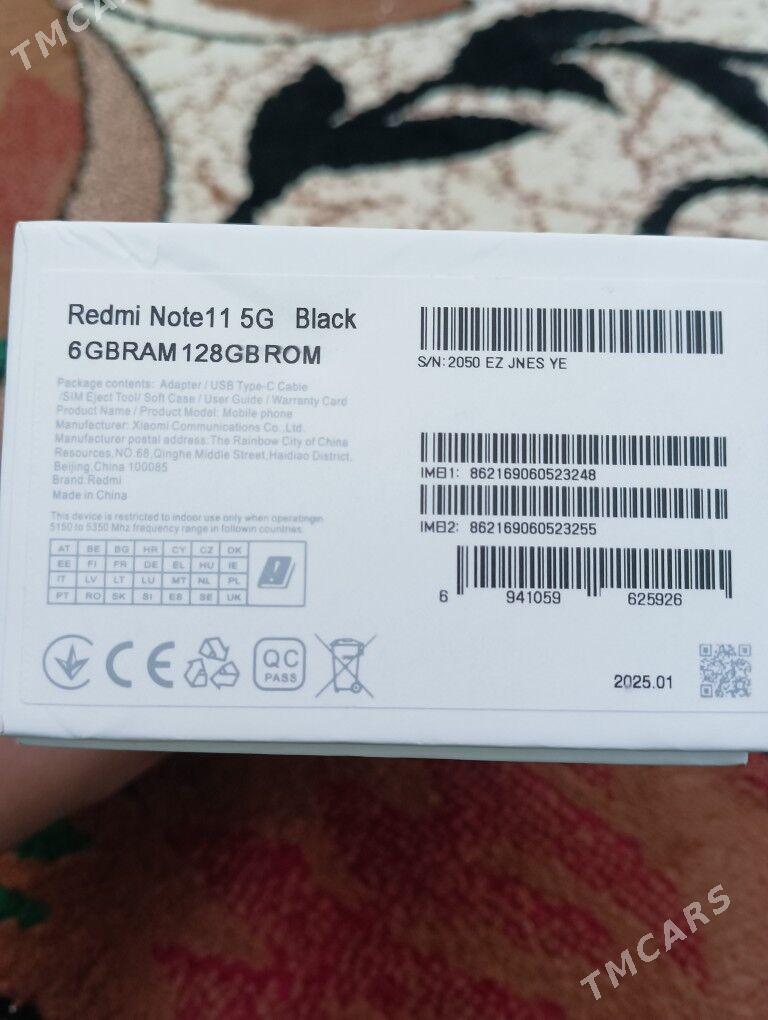 TMCARS
Redmi Note11 5G Black
6GBRAM 128GBROM
Package contents: Adapter / USB Type-C Cable
/SIM Eject Tool/ Soft Case / User Guide / Warranty Card
Product Name / Product Model: Mobile phone
Manufacturer: Xiaomi Communications Co.,Ltd.
Manufacturer postal address:The Rainbow City of China
Resources,NO.68,Qinghe Middle Street,Haidiao District,
Beijing,China 100085
Brand:Redmi
Made in China
This device is restricted to indoor use only when operatingin
5150 to 5350 Mhz frequency range in followin countries:
AT BE BG HR CY CZ DK
EE FI FR DE EL HU IE
IT LV LT LU MT NL PL
PT RO SK SI ES SE UK
CE
QC
PASS
S/N:2050 EZ JNES YE
IMEI1: 862169060523248
IMEI2: 862169060523255
6 941059 625926
2025.01
TMCARS